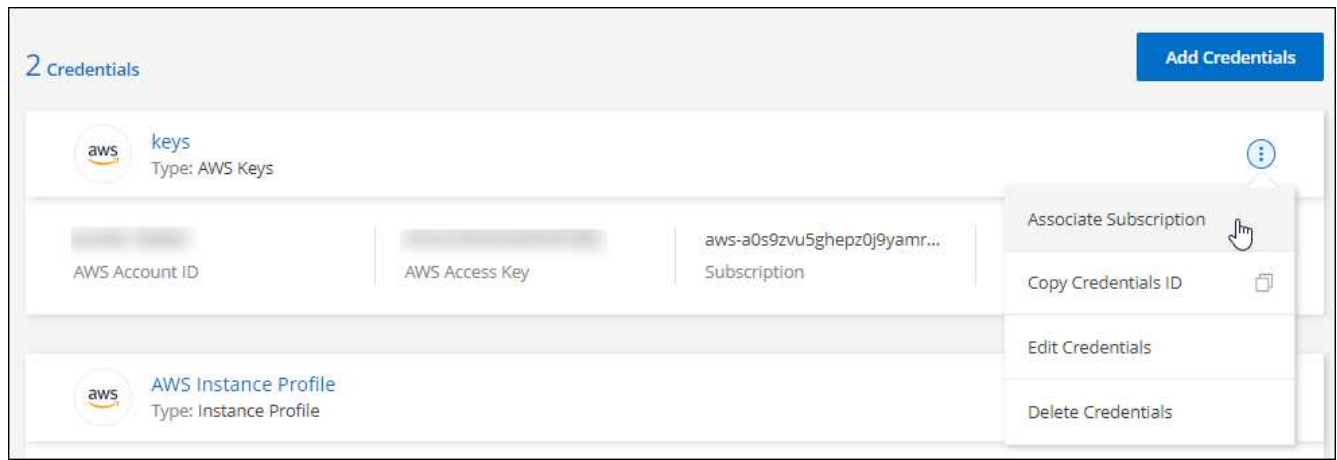 2 Credentials
Add Credentials
aws
keys
Type: AWS Keys
AWS Account ID
AWS Access Key
aws-a0s9zvu5ghepz0j9yamr...
Subscription
Associate Subscription
Copy Credentials ID
Edit Credentials
Delete Credentials
aws
AWS Instance Profile
Type: Instance Profile